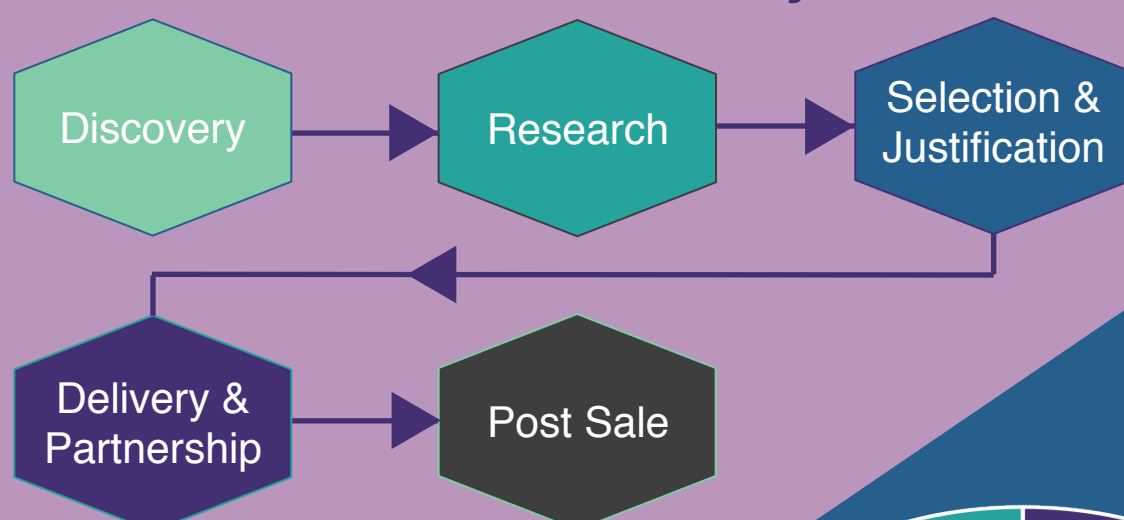 Discovery
Research
Selection &
Justification
Delivery &
Partnership
Post Sale